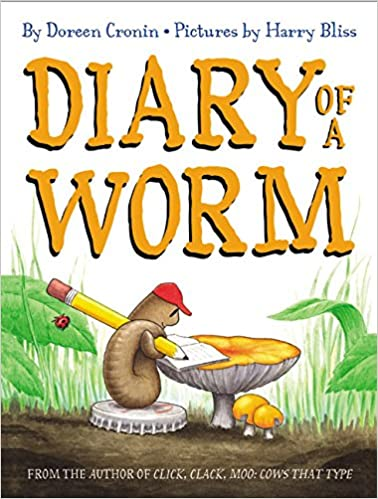 By Doreen Cronin • Pictures by Harry Bliss
DIARY OF A
WORM
FROM THE AUTHOR OF CLICK, CLACK, MOO: COWS THAT TYPE